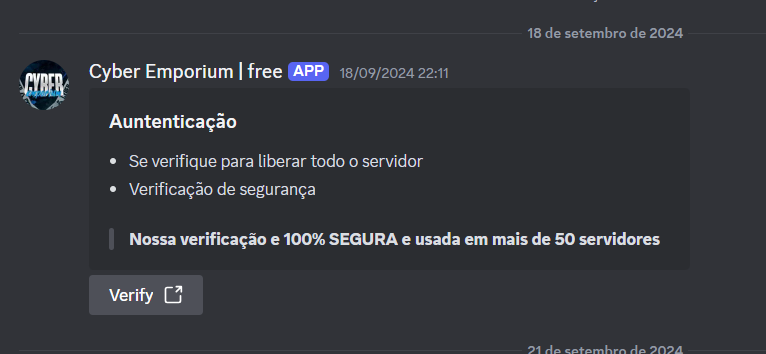 18 de setembro de 2024
CYBER
Cyber Emporium | free APP 18/09/2024 22:11
Auntenticação
• Se verifique para liberar todo o servidor
• Verificação de segurança
Nossa verificação e 100% SEGURA e usada em mais de 50 servidores
Verify
21 de setembro de 2024